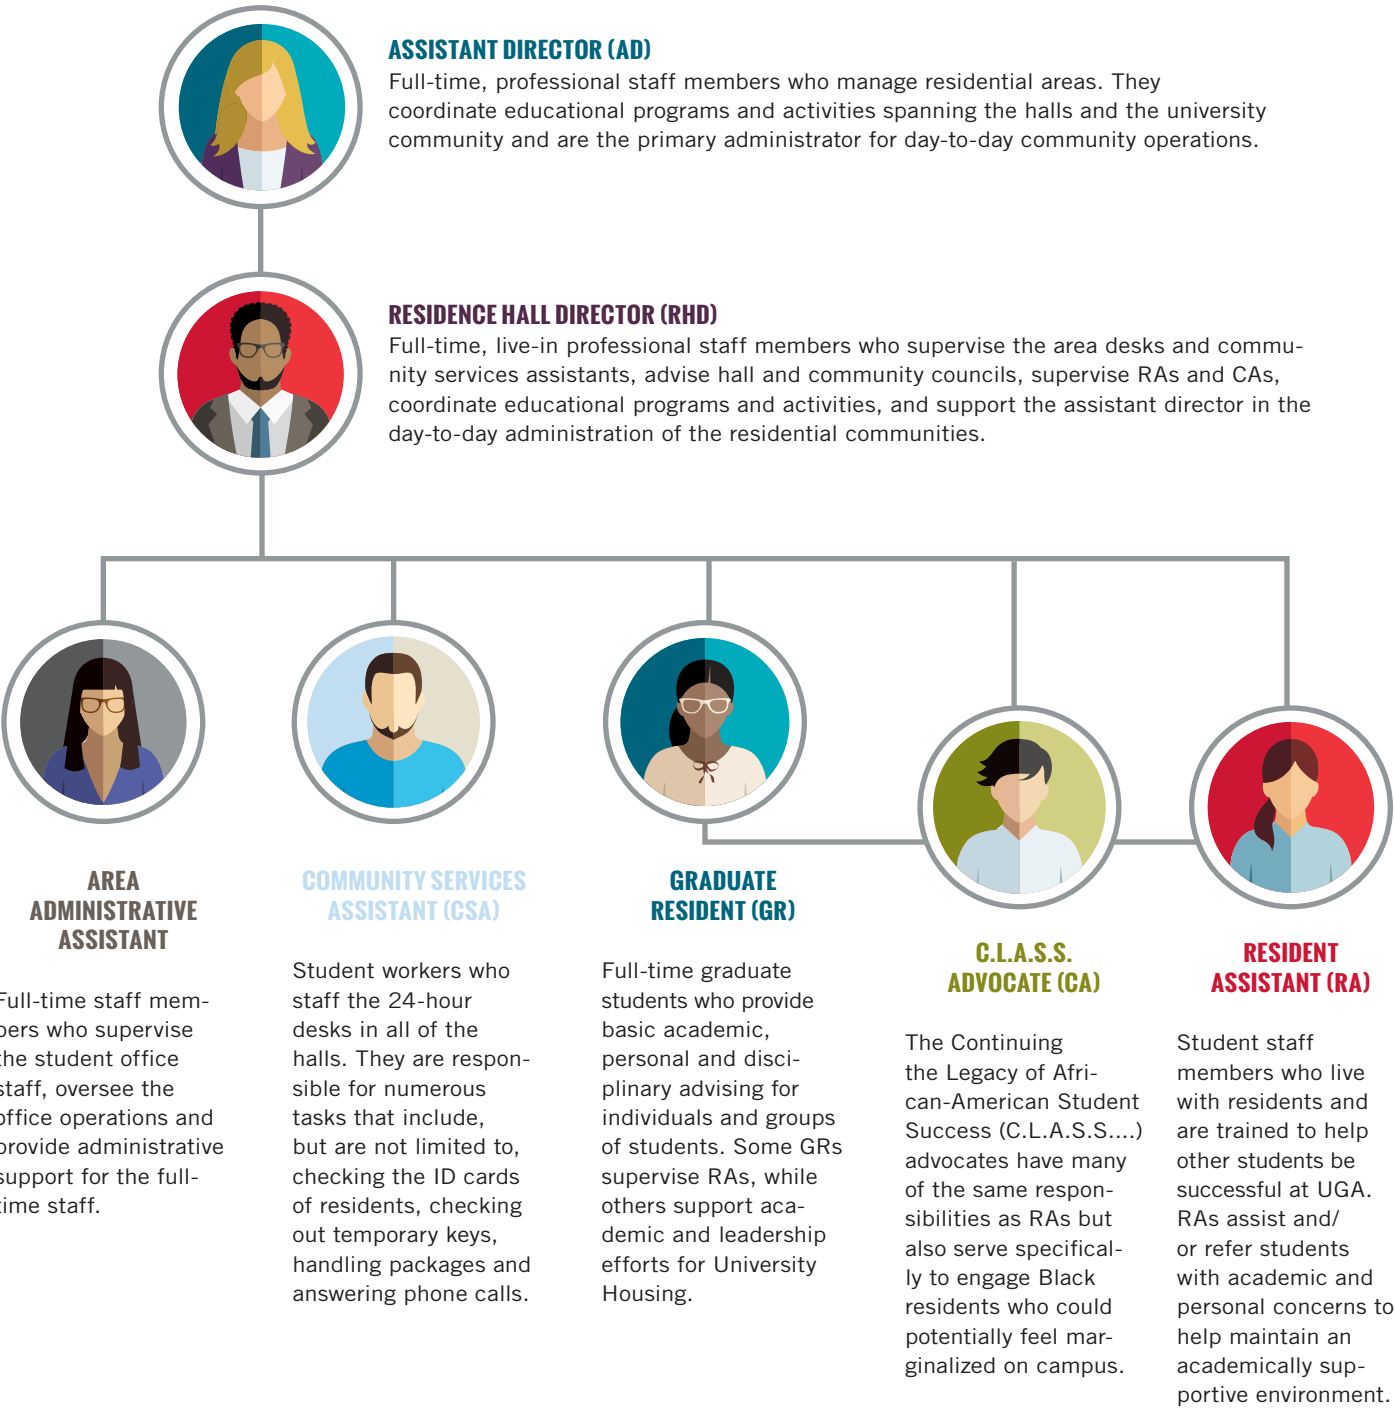 ASSISTANT DIRECTOR (AD)
Full-time, professional staff members who manage residential areas. They
coordinate educational programs and activities spanning the halls and the university
community and are the primary administrator for day-to-day community operations.
RESIDENCE HALL DIRECTOR (RHD)
Full-time, live-in professional staff members who supervise the area desks and commu-
nity services assistants, advise hall and community councils, supervise RAs and CAs,
coordinate educational programs and activities, and support the assistant director in the
day-to-day administration of the residential communities.
AREA
ADMINISTRATIVE
ASSISTANT
Full-time staff mem-
bers who supervise
the student office
staff, oversee the
office operations and
provide administrative
support for the full-
time staff.
COMMUNITY SERVICES
ASSISTANT (CSA)
Student workers who
staff the 24-hour
desks in all of the
halls. They are respon-
sible for numerous
tasks that include,
but are not limited to,
checking the ID cards
of residents, checking
out temporary keys,
handling packages and
answering phone calls.
GRADUATE
RESIDENT (GR)
Full-time graduate
students who provide
basic academic,
personal and disci-
plinary advising for
individuals and groups
of students. Some GRs
supervise RAs, while
others support aca-
demic and leadership
efforts for University
Housing.
C.L.A.S.S.
ADVOCATE (CA)
The Continuing
the Legacy of Afri-
can-American Student
Success (C.L.A.S.S....)
advocates have many
of the same respon-
sibilities as RAs but
also serve specifical-
ly to engage Black
residents who could
potentially feel mar-
ginalized on campus.
RESIDENT
ASSISTANT (RA)
Student staff
members who live
with residents and
are trained to help
other students be
successful at UGA.
RAs assist and/
or refer students
with academic and
personal concerns to
help maintain an
academically sup-
portive environment.